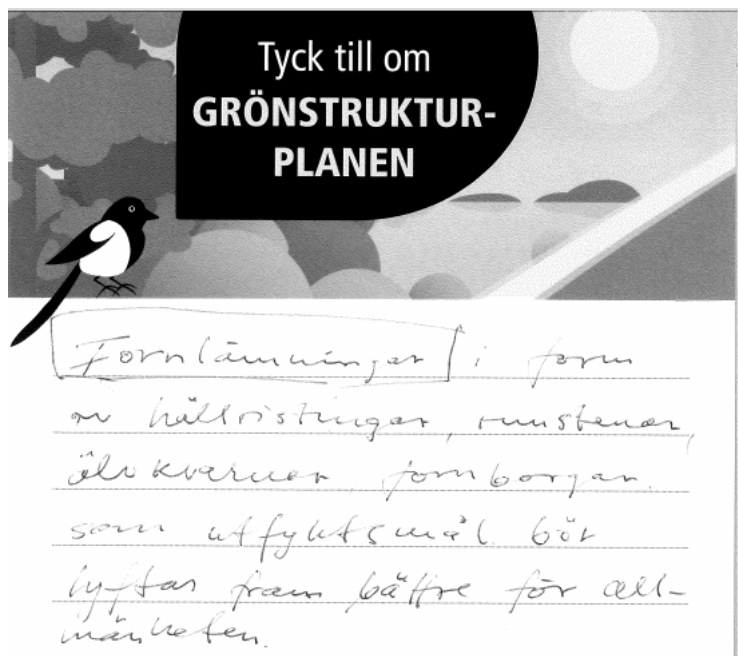 Tyck till om
GRÖNSTRUKTUR-
PLANEN
Fornlämningar i form
av hällristningar, runstenar,
älvkvarnar, fornborgar
som utflyktsmål bör
lyftas fram bättre för all-
mänheten.